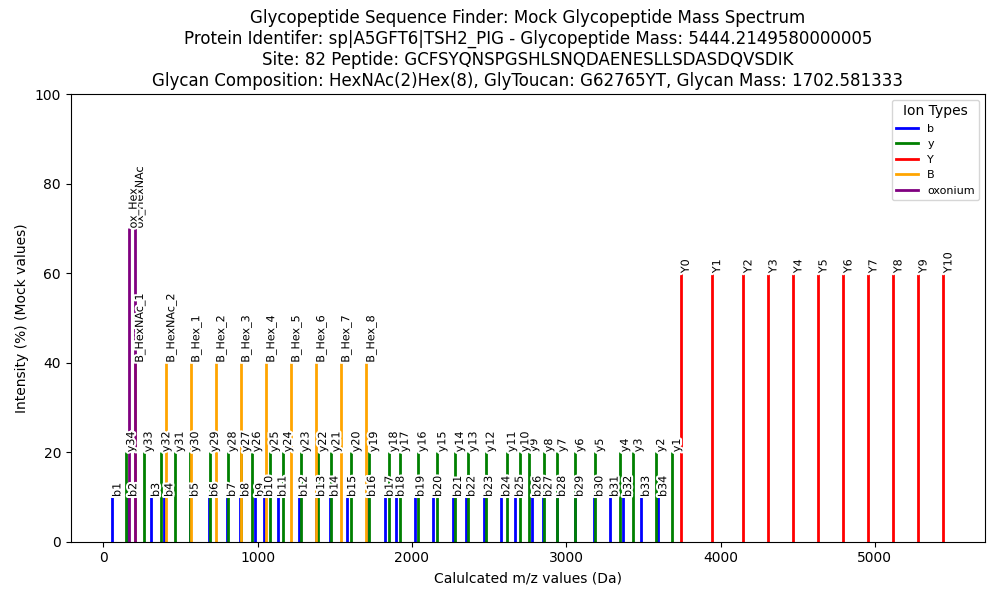 Glycopeptide Sequence Finder: Mock Glycopeptide Mass Spectrum
Protein Identifer: sp|A5GFT6|TSH2_PIG - Glycopeptide Mass: 5444.2149580000005
Site: 82 Peptide: GCFSYQNSPGSHLSNQDAENESLLSDASDQVSDIK
Glycan Composition: HexNAc(2)Hex(8), GlyToucan: G62765YT, Glycan Mass: 1702.581333
Intensity (%) (Mock values)
100
80
60
40
20
0
Ion Types
b
y
Y
B
oxonium
ox_Hex
ox_HexNAc
Y0
Y1
Y2
Y3
Y4
Y5
Y6
Y7
Y8
Y9
Y10
B_HexNAc_1
B_HexNAc_2
B_Hex_1
B_Hex_2
B_Hex_3
B_Hex_4
B_Hex_5
B_Hex_6
B_Hex_7
B_Hex_8
y34
y33
y32
y31
y30
y29
y28
y27
y26
y25
y24
y23
y22
y21
y20
y19
y18
y17
y16
y15
y14
y13
y12
y11
y10
y9
y8
y7
y6
y5
y4
y3
y2
y1
b1
b2
b3
b4
b5
b6
b7
b8
b9
b10
b11
b12
b13
b14
b15
b16
b17
b18
b19
b20
b21
b22
b23
b24
b25
b26
b27
b28
b29
b30
b31
b32
b33
b34
0
1000
2000
3000
4000
5000
Calulcated m/z values (Da)